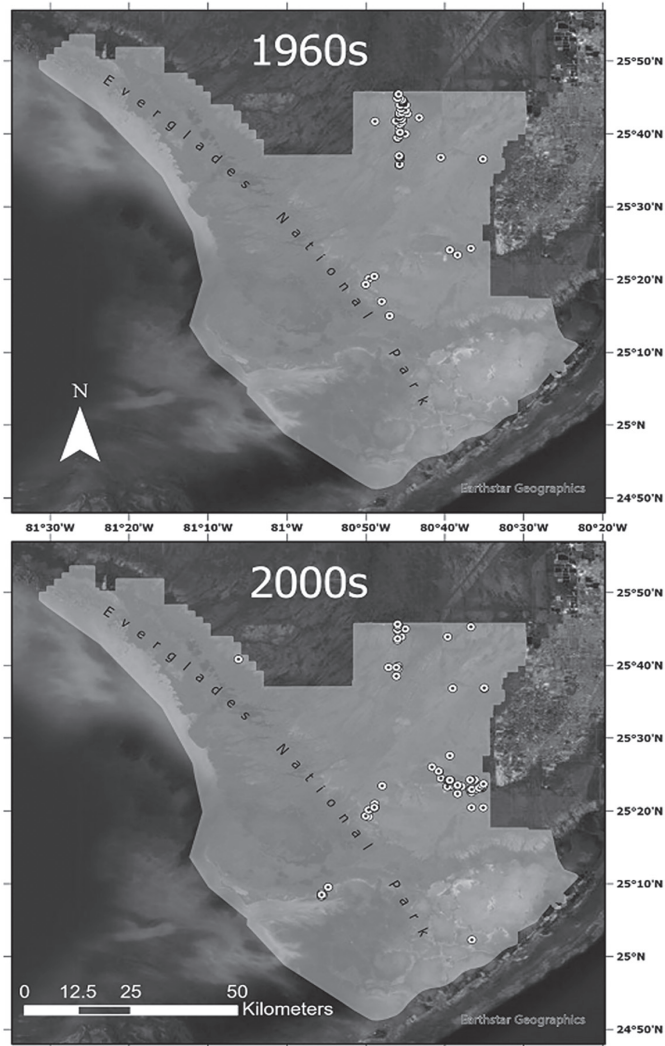 1960s
Everglades National Park
N
Earthstar Geographics
25°50'N
25°40'N
25°30'N
25°20'N
25°10'N
25°N
24°50'N
81°30'W 81°20'W 81°10'W 81°W 80°50'W 80°40'W 80°30'W 80°20'W
2000s
Everglades National Park
25°50'N
25°40'N
25°30'N
25°20'N
25°10'N
25°N
24°50'N
0 12.5 25 50
Kilometers
Earthstar Geographics